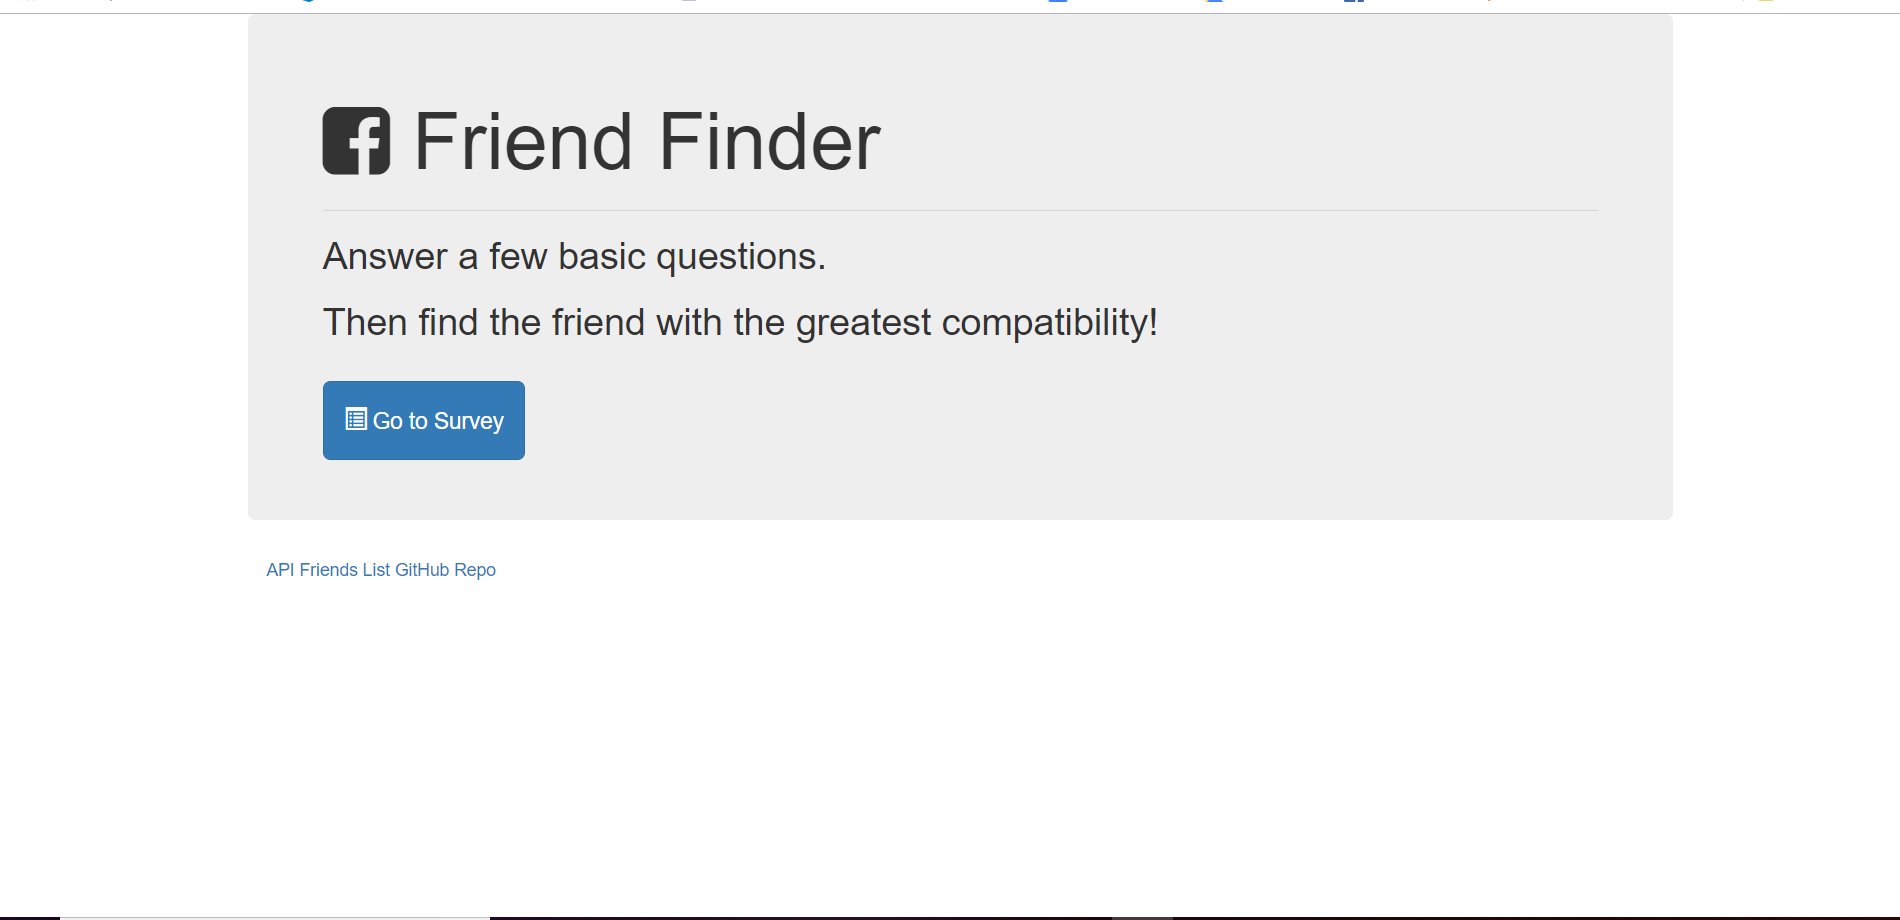 Friend Finder
Answer a few basic questions.
Then find the friend with the greatest compatibility!
Go to Survey
API Friends List GitHub Repo